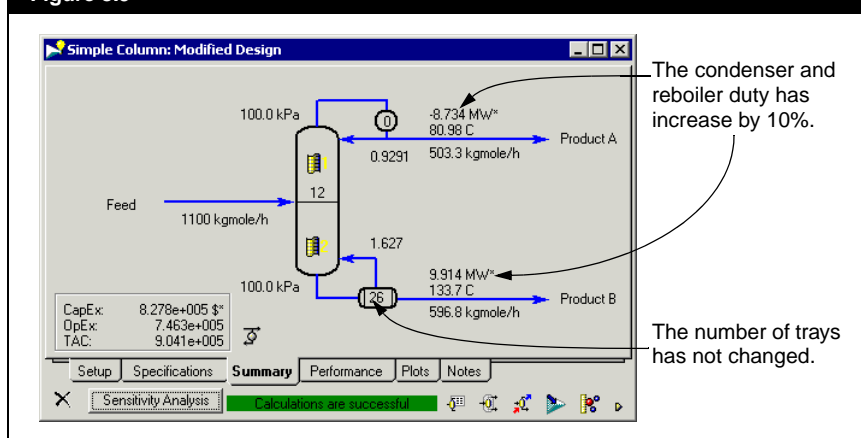 Simple Column: Modified Design
100.0 kPa
0
-8.734 MW*
80.98 C
0.9291
503.3 kgmole/h
Product A
The condenser and
reboiler duty has
increase by 10%.
1
12
Feed
1100 kgmole/h
2
1.627
100.0 kPa
26
9.914 MW*
133.7 C
596.8 kgmole/h
Product B
CapEx: 8.278e+005 $*
OpEx: 7.463e+005
TAC: 9.041e+005
The number of trays
has not changed.
Setup Specifications Summary Performance Plots Notes
Sensitivity Analysis Calculations are successful